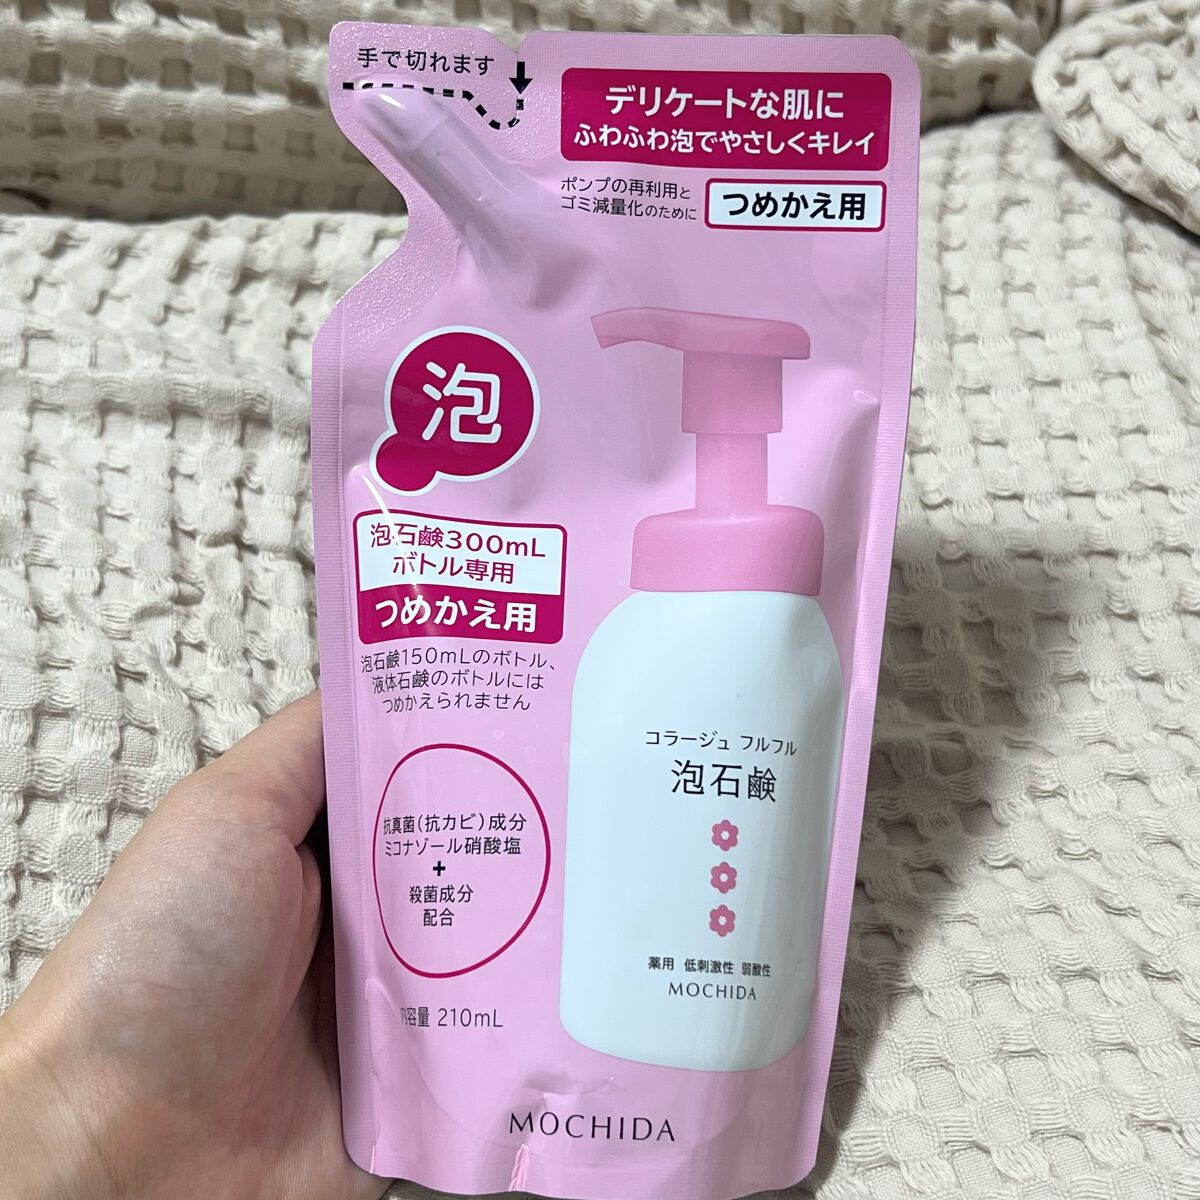 手で切れます
デリケートな肌に
ふわふわ泡でやさしくキレイ
ポンプの再利用と
ゴミ減量化のために
つめかえ用
泡
泡石鹸300mL
ボトル専用
つめかえ用
泡石鹸150mLのボトル、
液体石鹸のボトルには
つめかえられません
抗真菌(抗カビ)成分
ミコナゾール硝酸塩
+
殺菌成分
配合
内容量 210mL
コラージュ フルフル
泡石鹸
薬用 低刺激性 弱酸性
MOCHIDA
MOCHIDA